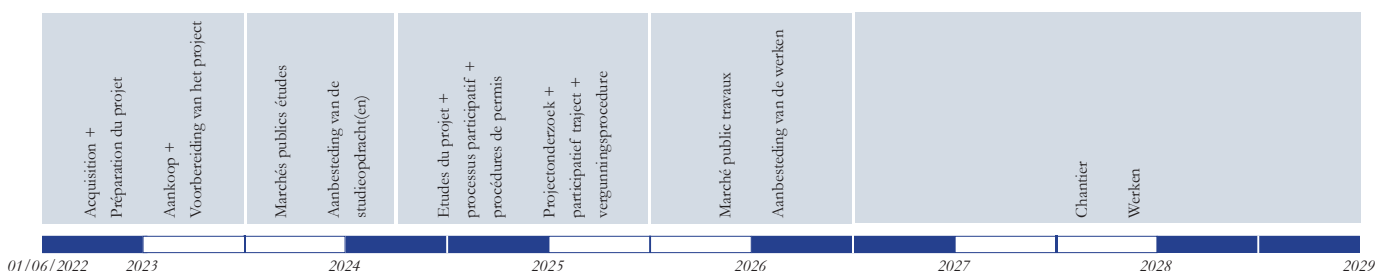 Acquisition +
Préparation du projet
Aankoop +
Voorbereiding van het project
Marchés publics études
Aanbesteding van de
studieopdracht(en)
Etudes du projet +
processus participatif +
procédures de permis
Projectonderzoek +
participatief traject +
vergunningsprocedure
Marché public travaux
Aanbesteding van de werken
Chantier
Werken
01/06/2022
2023
2024
2025
2026
2027
2028
2029